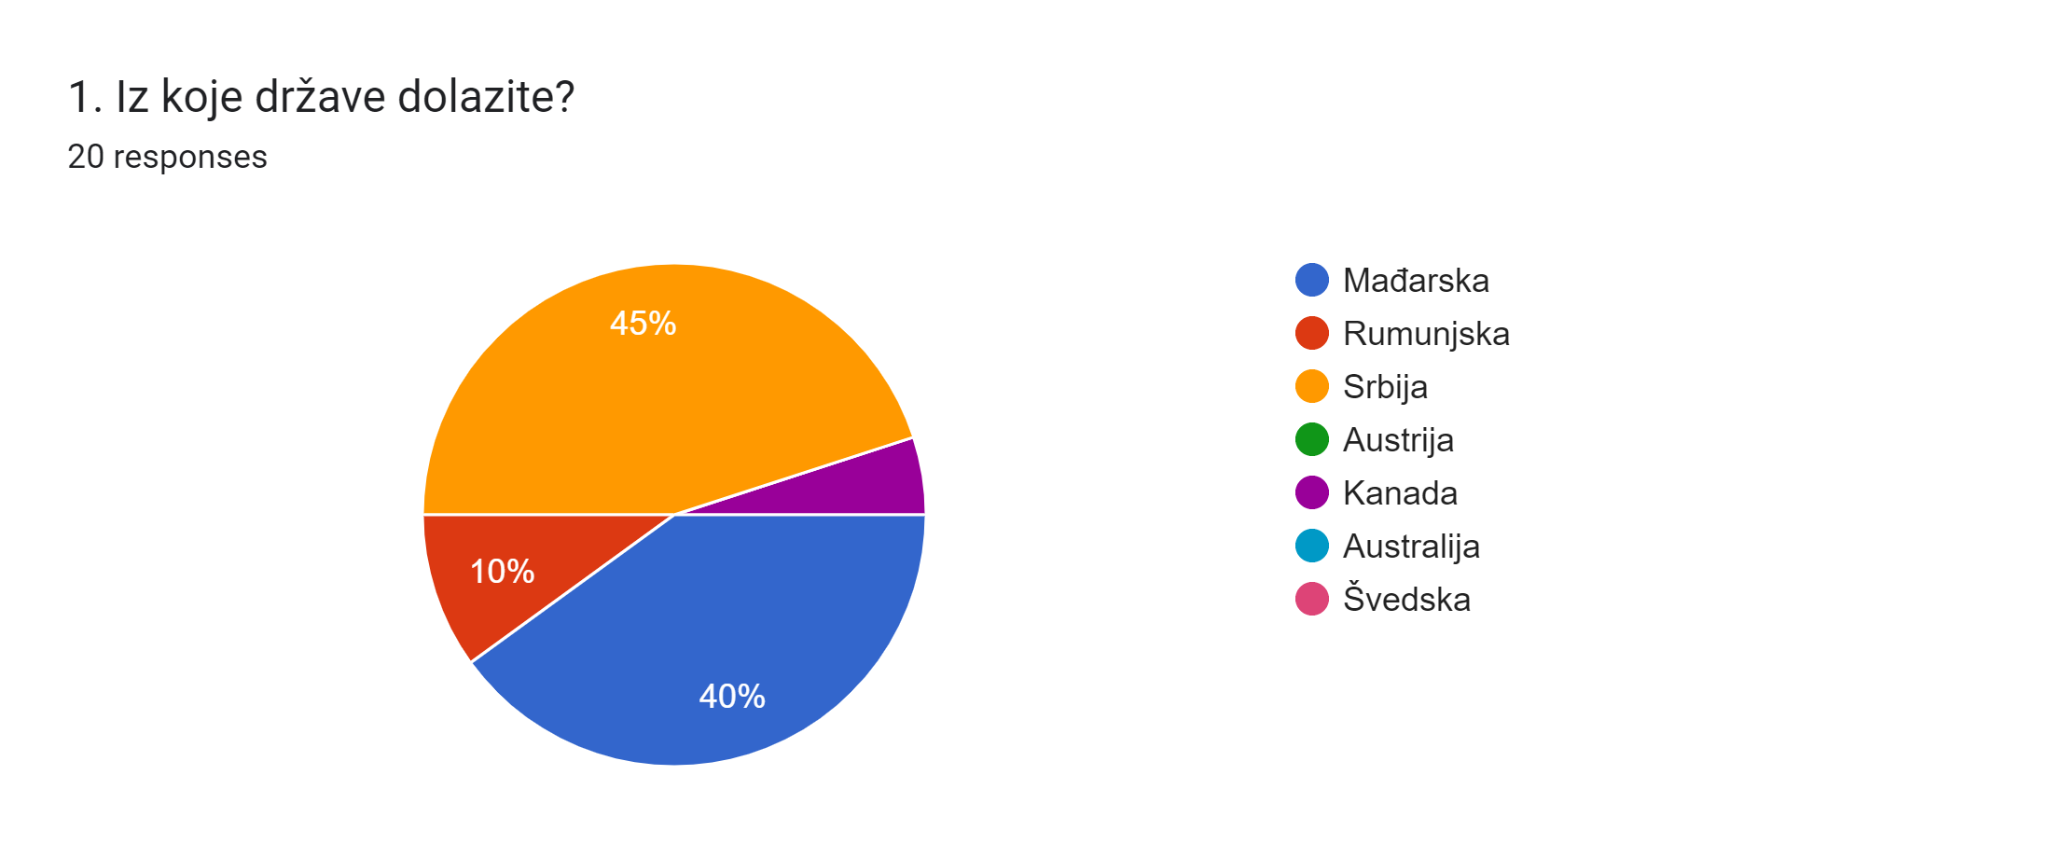 1. Iz koje države dolazite?
20 responses
45%
10%
40%
Mađarska
Rumunjska
Srbija
Austrija
Kanada
Australija
Švedska